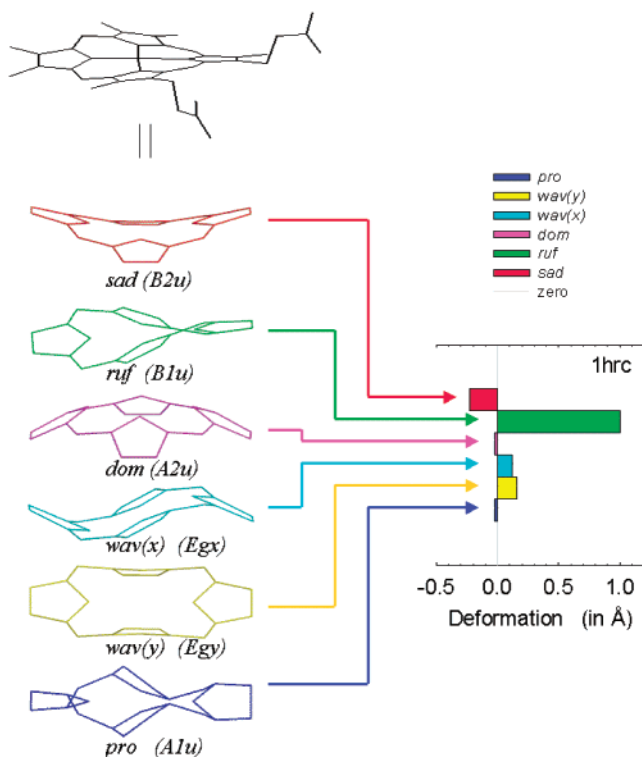 sad (B2u)
ruf (B1u)
dom (A2u)
wav(x) (Egx)
wav(y) (Egy)
pro (A1u)
pro
wav(y)
wav(x)
dom
ruf
sad
zero
1hrc
-0.5 0.0 0.5 1.0
Deformation (in Å)